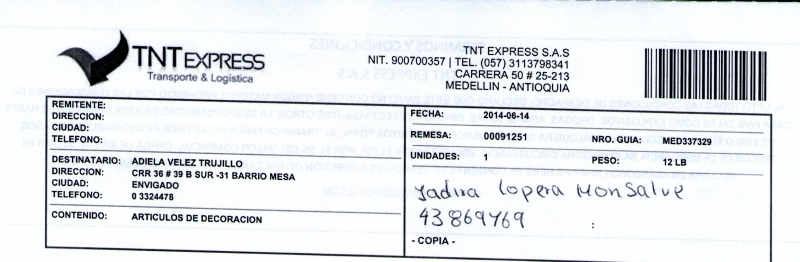 TNT EXPRESS
Transporte & Logística
TNT EXPRESS S.A.S
NIT. 900700357 | TEL. (057) 3113798341
CARRERA 50 # 25-213
MEDELLIN - ANTIOQUIA
REMITENTE:
DIRECCION:
CIUDAD:
TELEFONO:
DESTINATARIO: ADIELA VELEZ TRUJILLO
DIRECCION: CRR 36 # 39 B SUR -31 BARRIO MESA
CIUDAD: ENVIGADO
TELEFONO: 0 3324478
CONTENIDO: ARTICULOS DE DECORACION
FECHA: 2014-06-14
REMESA: 00091251 NRO. GUIA: MED337329
UNIDADES: 1 PESO: 12 LB
Yadira Lopera Monsalve
43869769 :
- COPIA -